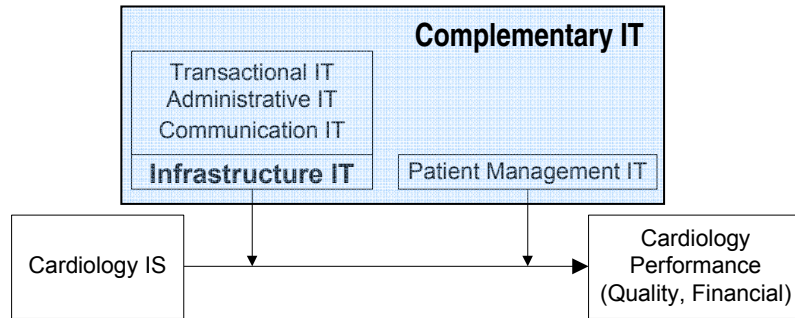 Complementary IT
Transactional IT
Administrative IT
Communication IT
Infrastructure IT
Patient Management IT
Cardiology IS
Cardiology
Performance
(Quality, Financial)